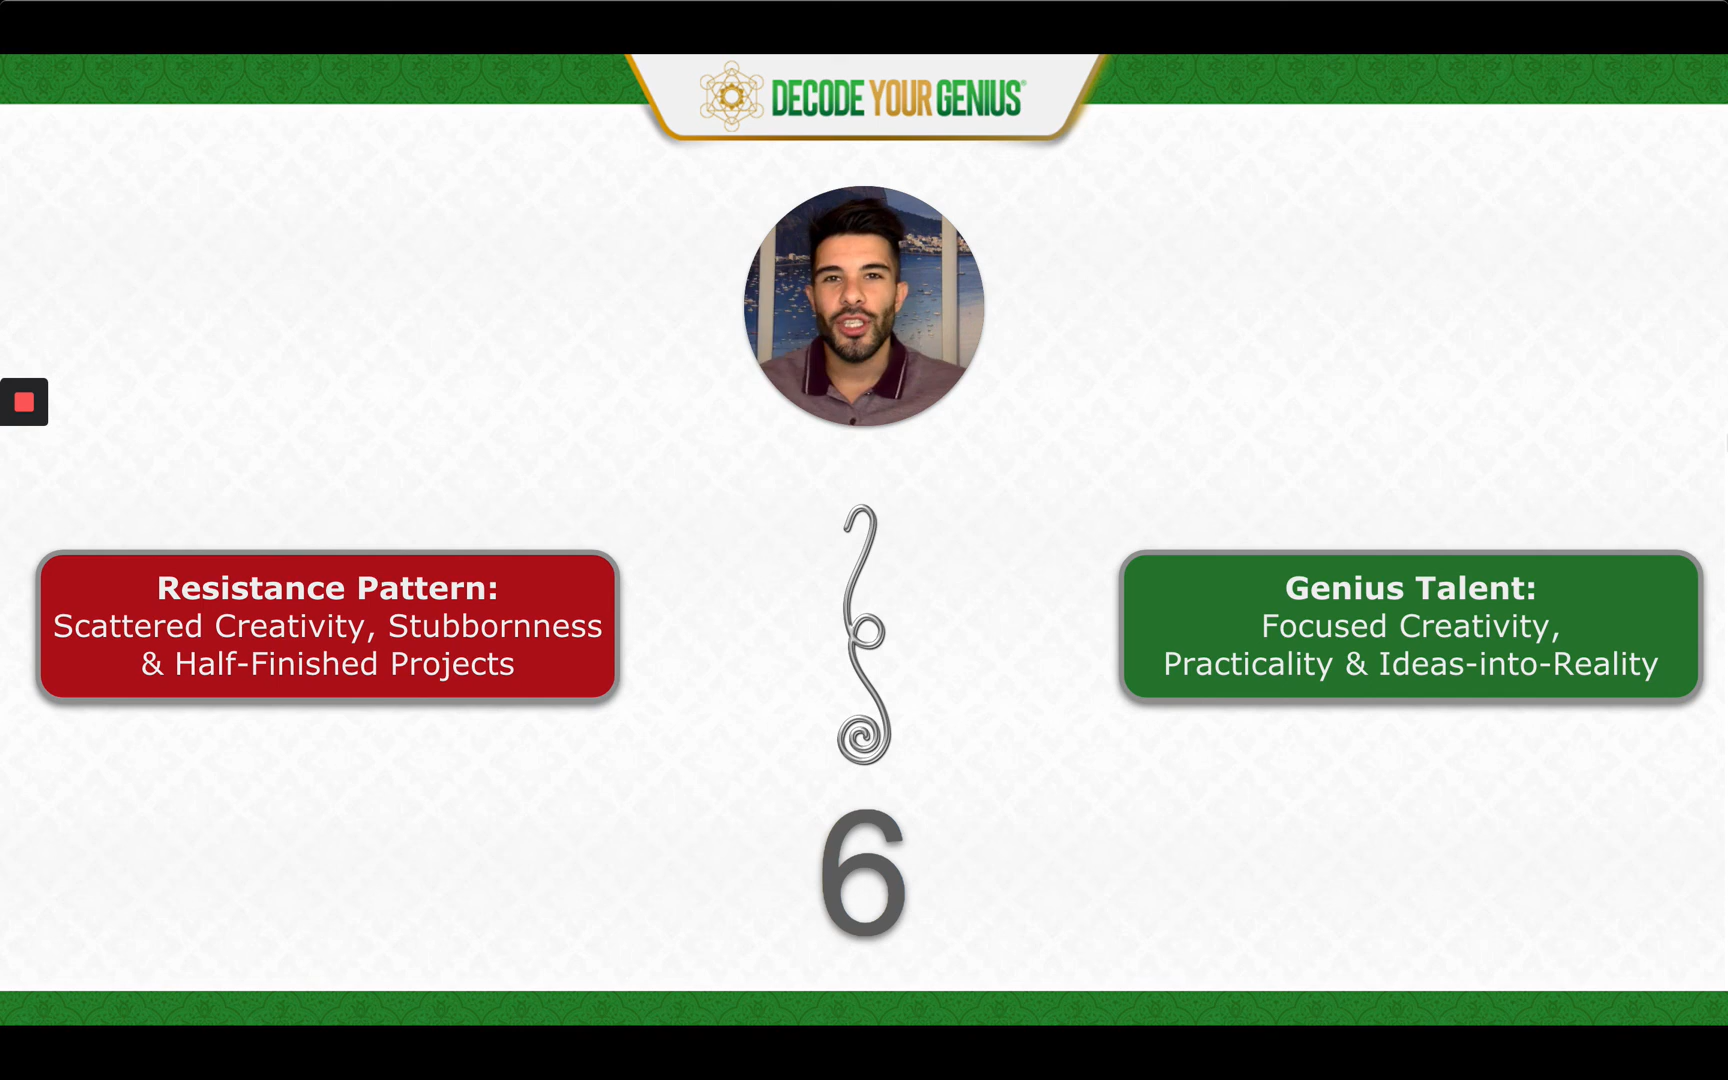 DECODE YOUR GENIUS®
Resistance Pattern:
Scattered Creativity, Stubbornness
& Half-Finished Projects
Genius Talent:
Focused Creativity,
Practicality & Ideas-into-Reality
6